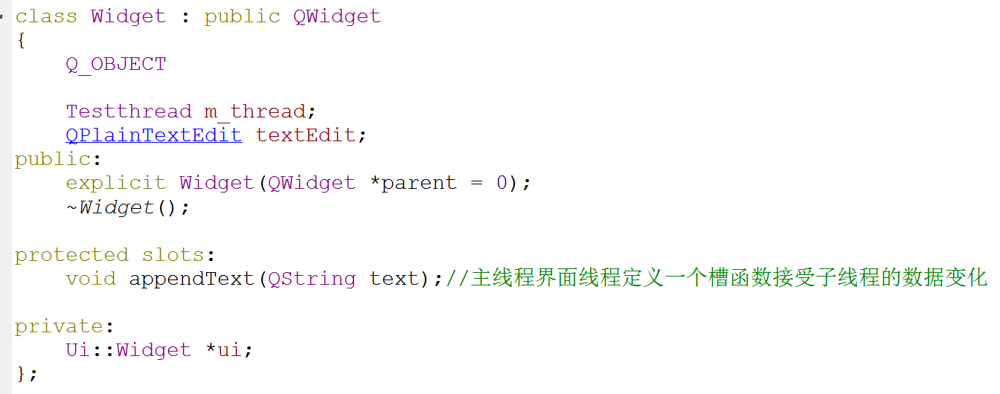 class Widget : public QWidget
{
    Q_OBJECT
    Testthread m_thread;
    QPlainTextEdit textEdit;
public:
    explicit Widget(QWidget *parent = 0);
    ~Widget();
protected slots:
    void appendText(QString text);//主线程界面线程定义一个槽函数接受子线程的数据变化
private:
    Ui::Widget *ui;
};